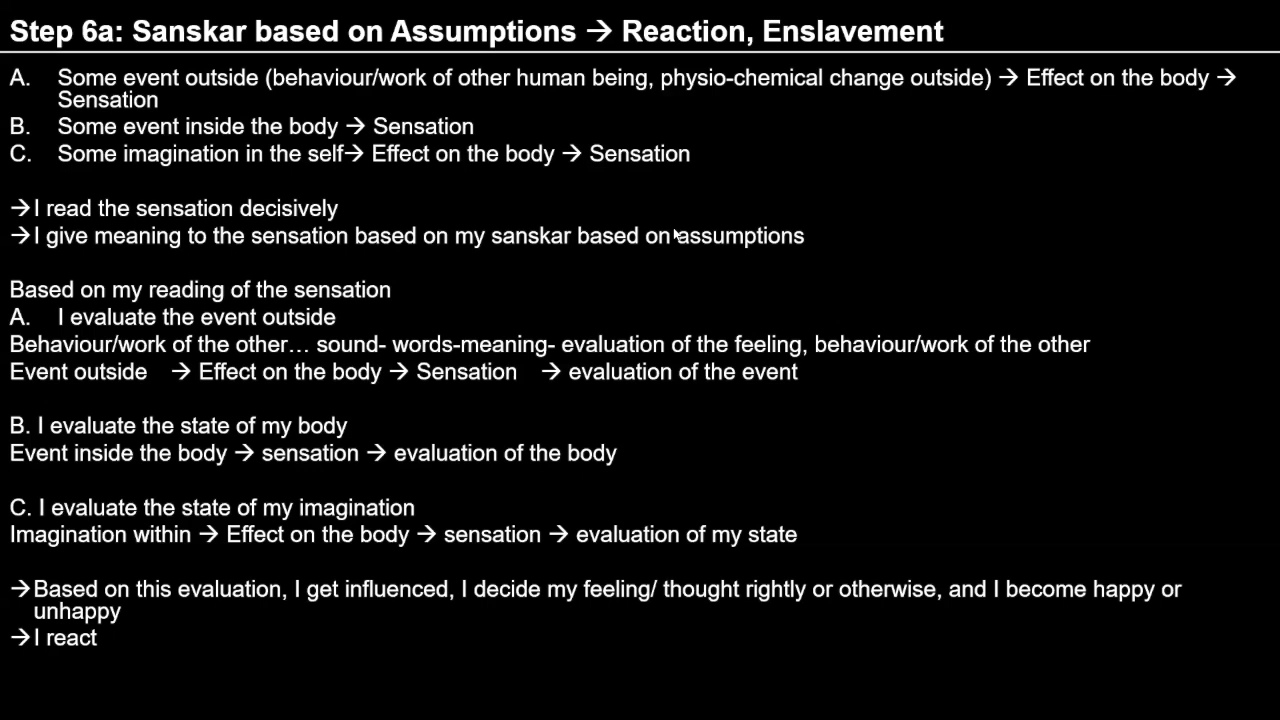 Step 6a: Sanskar based on Assumptions → Reaction, Enslavement
A. Some event outside (behaviour/work of other human being, physio-chemical change outside) → Effect on the body →
Sensation
B. Some event inside the body → Sensation
C. Some imagination in the self→ Effect on the body → Sensation
→I read the sensation decisively
→I give meaning to the sensation based on my sanskar based on assumptions
Based on my reading of the sensation
A. I evaluate the event outside
Behaviour/work of the other… sound- words-meaning- evaluation of the feeling, behaviour/work of the other
Event outside → Effect on the body → Sensation → evaluation of the event
B. I evaluate the state of my body
Event inside the body → sensation → evaluation of the body
C. I evaluate the state of my imagination
Imagination within → Effect on the body → sensation → evaluation of my state
→Based on this evaluation, I get influenced, I decide my feeling/ thought rightly or otherwise, and I become happy or
unhappy
→I react